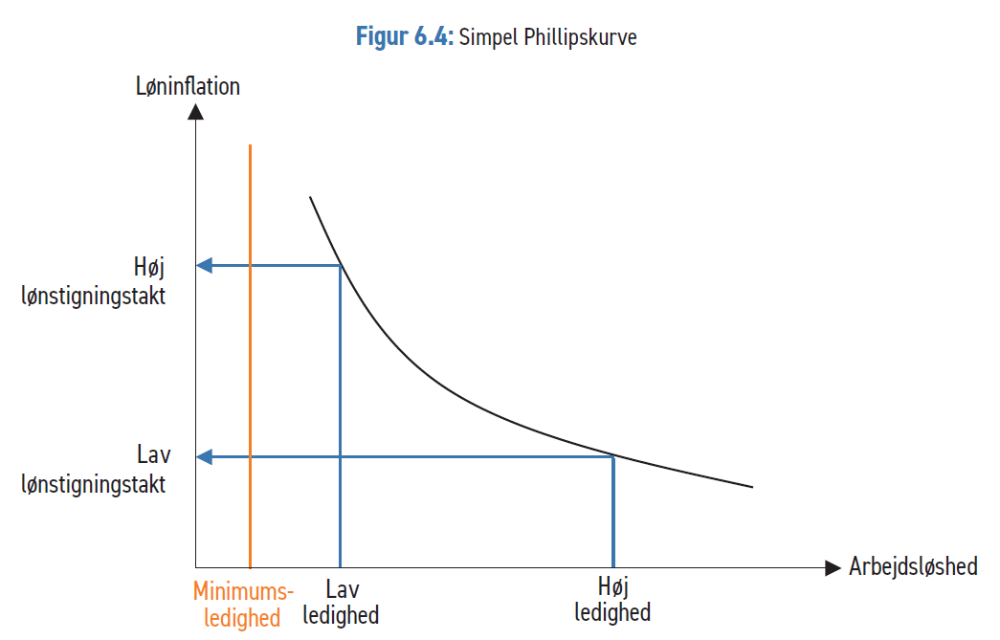 Figur 6.4: Simpel Phillipskurve
Løninflation
Høj
lønstigningstakt
Lav
lønstigningstakt
Arbejdsløshed
Minimums-
ledighed
Lav
ledighed
Høj
ledighed